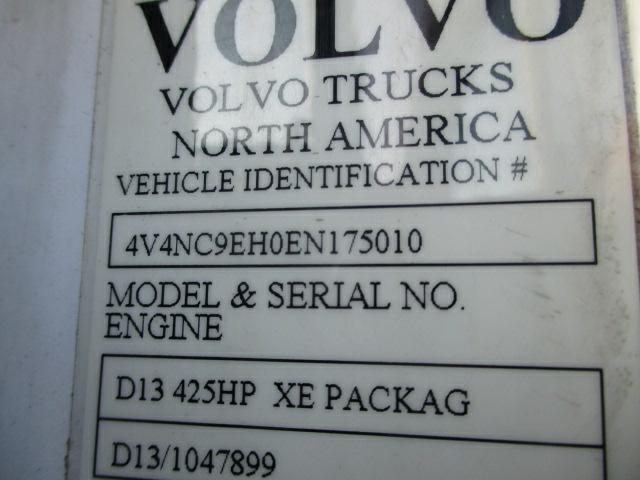 VOLVO
VOLVO TRUCKS
NORTH AMERICA
VEHICLE IDENTIFICATION #
4V4NC9EH0EN175010
MODEL & SERIAL NO.
ENGINE
D13 425HP XE PACKAG
D13/1047899